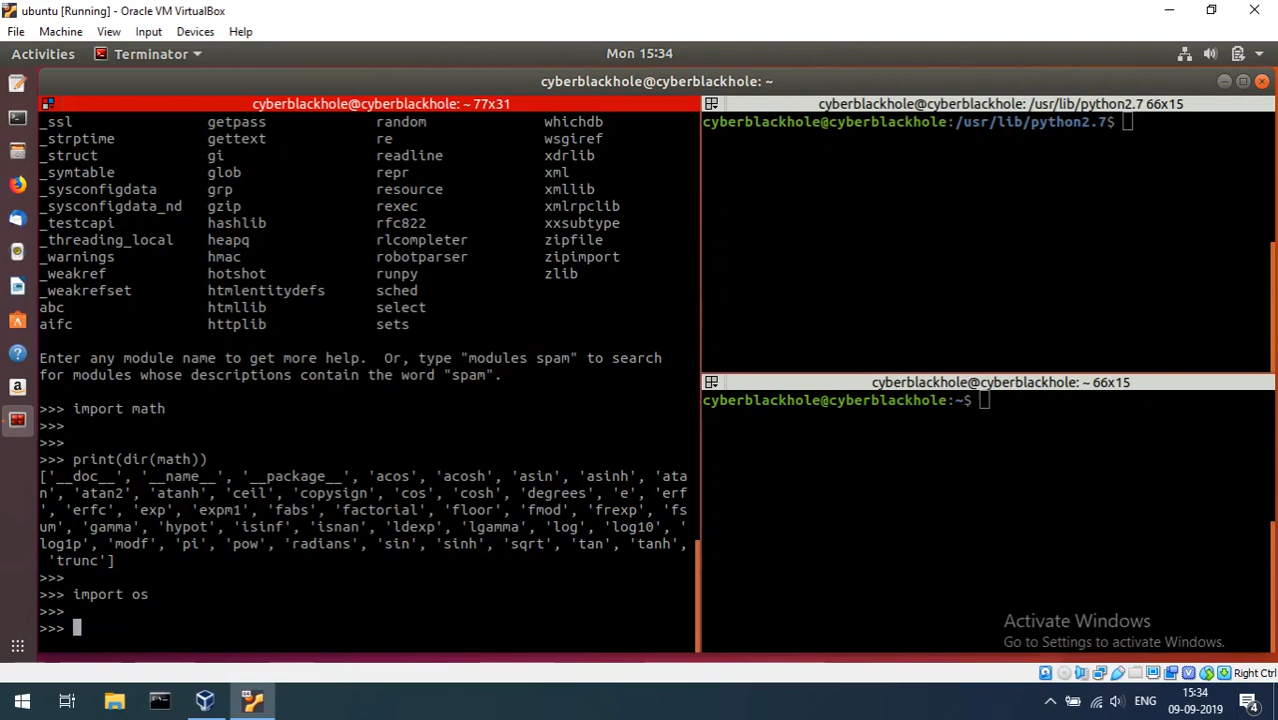 ubuntu [Running] - Oracle VM VirtualBox
File Machine View Input Devices Help
Activities Terminator Mon 15:34
cyberblackhole@cyberblackhole: ~
cyberblackhole@cyberblackhole: ~ 77x31
_ssl getpass random whichdb
_strptime gettext re wsgiref
_struct gi readline xdrlib
_symtable glob repr xml
_sysconfigdata grp resource xmllib
_sysconfigdata_nd gzip rexec xmlrpclib
_testcapi hashlib rfc822 xxsubtype
_threading_local heapq rlcompleter zipfile
_warnings hmac robotparser zipimport
_weakref hotshot runpy zlib
_weakrefset htmlentitydefs sched
abc htmllib select
aifc httplib sets
Enter any module name to get more help.  Or, type "modules spam" to search
for modules whose descriptions contain the word "spam".
>>> import math
>>>
>>>
>>> print(dir(math))
['__doc__', '__name__', '__package__', 'acos', 'acosh', 'asin', 'asinh', 'ata
n', 'atan2', 'atanh', 'ceil', 'copysign', 'cos', 'cosh', 'degrees', 'e', 'erf
', 'erfc', 'exp', 'expm1', 'fabs', 'factorial', 'floor', 'fmod', 'frexp', 'fs
um', 'gamma', 'hypot', 'isinf', 'isnan', 'ldexp', 'lgamma', 'log', 'log10', '
log1p', 'modf', 'pi', 'pow', 'radians', 'sin', 'sinh', 'sqrt', 'tan', 'tanh',
'trunc']
>>>
>>> import os
>>>
>>>
cyberblackhole@cyberblackhole: /usr/lib/python2.7 66x15
cyberblackhole@cyberblackhole:/usr/lib/python2.7$
cyberblackhole@cyberblackhole: ~ 66x15
cyberblackhole@cyberblackhole:~$
Activate Windows
Go to Settings to activate Windows.
Right Ctrl
ENG
15:34
09-09-2019
4